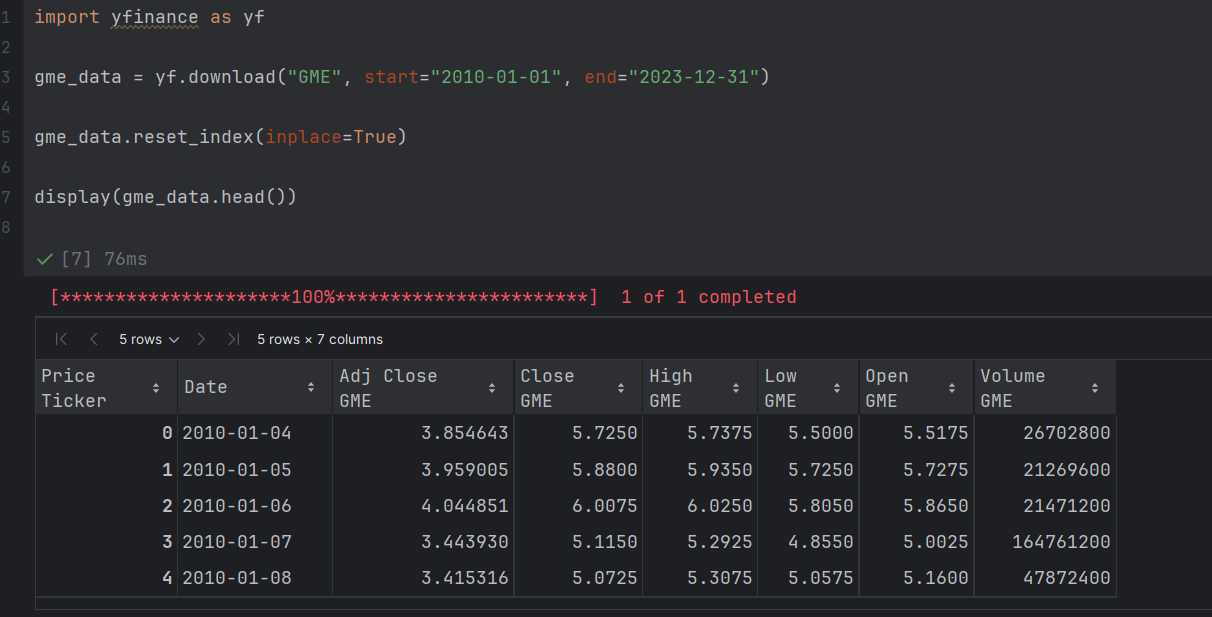 1 import yfinance as yf
2
3 gme_data = yf.download("GME", start="2010-01-01", end="2023-12-31")
4
5 gme_data.reset_index(inplace=True)
6
7 display(gme_data.head())
8
[7] 76ms
[*********************100%***********************]  1 of 1 completed
5 rows 5 rows × 7 columns
Price Date Adj Close Close High Low Open Volume
Ticker GME GME GME GME GME GME
0 2010-01-04 3.854643 5.7250 5.7375 5.5000 5.5175 26702800
1 2010-01-05 3.959005 5.8800 5.9350 5.7250 5.7275 21269600
2 2010-01-06 4.044851 6.0075 6.0250 5.8050 5.8650 21471200
3 2010-01-07 3.443930 5.1150 5.2925 4.8550 5.0025 164761200
4 2010-01-08 3.415316 5.0725 5.3075 5.0575 5.1600 47872400